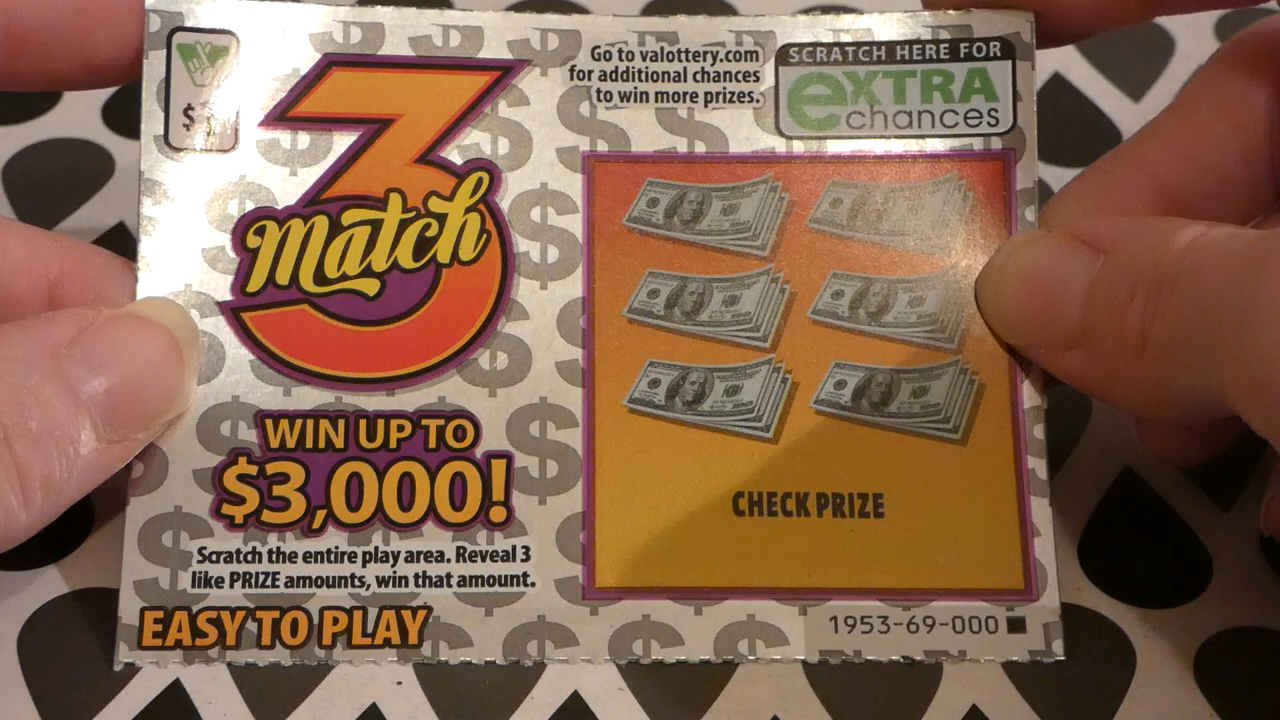 Go to valottery.com
for additional chances
to win more prizes.
SCRATCH HERE FOR
eXTRA
chances
$
3
Match
WIN UP TO
$3,000!
Scratch the entire play area. Reveal 3
like PRIZE amounts, win that amount.
EASY TO PLAY
CHECK PRIZE
1953-69-000